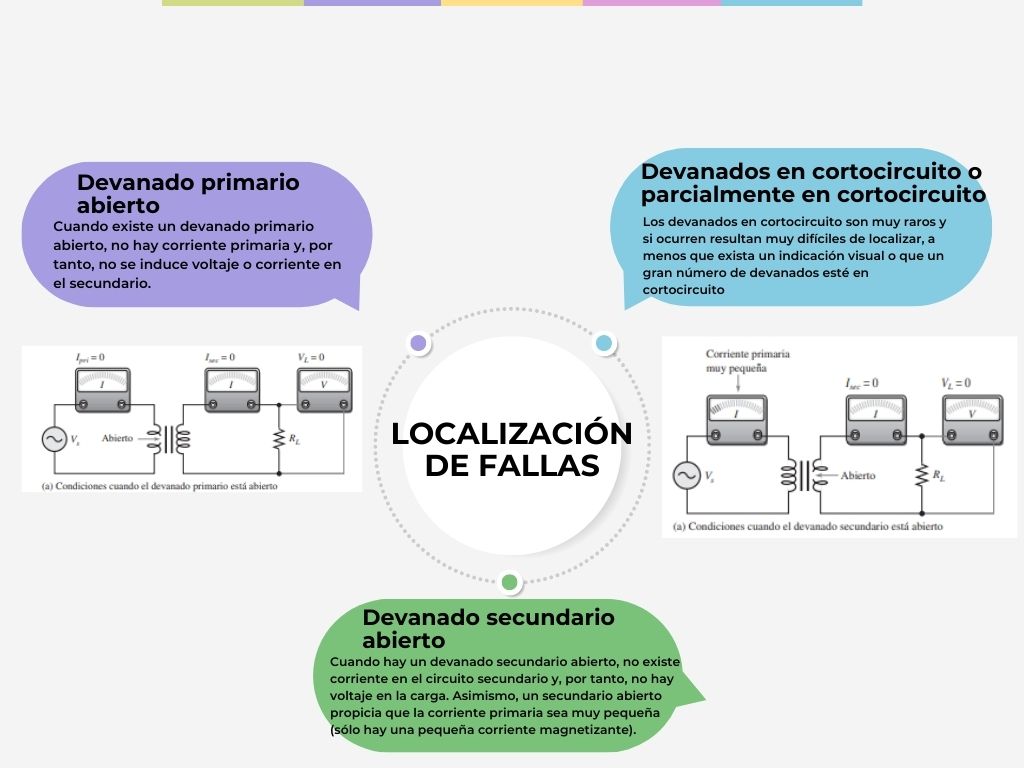 Devanado primario
abierto
Cuando existe un devanado primario
abierto, no hay corriente primaria y, por
tanto, no se induce voltaje o corriente en
el secundario.
Devanados en cortocircuito o
parcialmente en cortocircuito
Los devanados en cortocircuito son muy raros y
si ocurren resultan muy difíciles de localizar, a
menos que exista un indicación visual o que un
gran número de devanados esté en
cortocircuito
I_pri = 0
I_sec = 0
V_L = 0
I
I
V
V_s
Abierto
R_L
(a) Condiciones cuando el devanado primario está abierto
LOCALIZACIÓN
DE FALLAS
Corriente primaria
muy pequeña
I_sec = 0
V_L = 0
I
I
V
V_s
Abierto
R_L
(a) Condiciones cuando el devanado secundario está abierto
Devanado secundario
abierto
Cuando hay un devanado secundario abierto, no existe
corriente en el circuito secundario y, por tanto, no hay
voltaje en la carga. Asimismo, un secundario abierto
propicia que la corriente primaria sea muy pequeña
(sólo hay una pequeña corriente magnetizante).